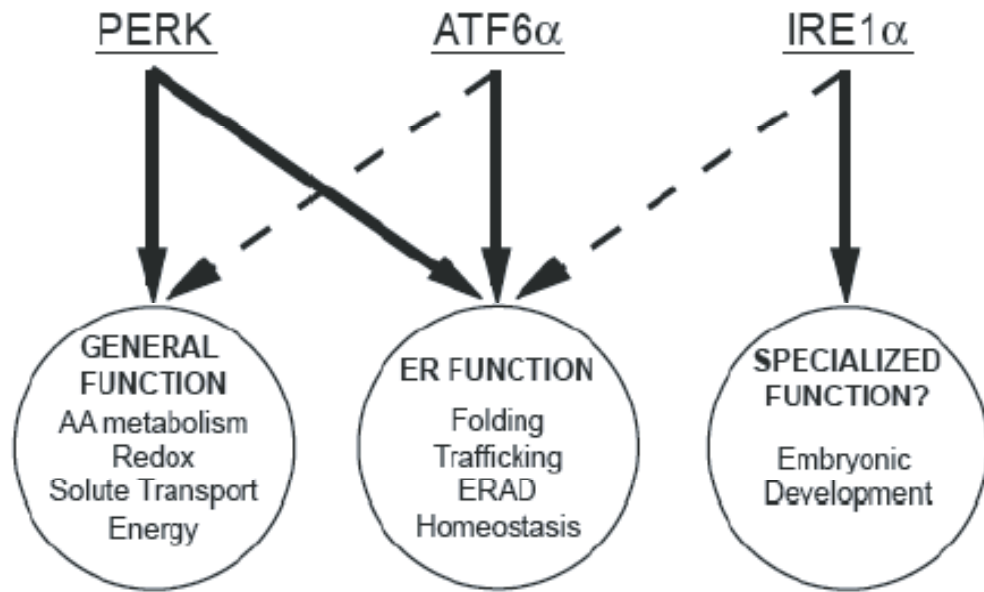 PERK
ATF6α
IRE1α
GENERAL
FUNCTION
AA metabolism
Redox
Solute Transport
Energy
ER FUNCTION
Folding
Trafficking
ERAD
Homeostasis
SPECIALIZED
FUNCTION?
Embryonic
Development